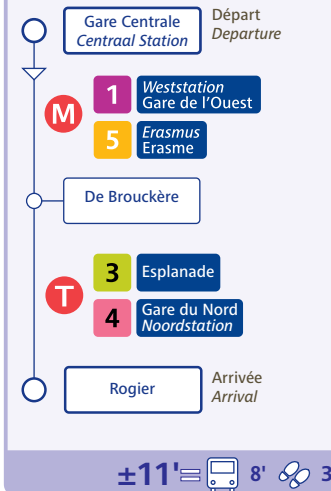 Gare Centrale
Centraal Station
Départ
Departure
M
1
Weststation
Gare de l'Ouest
5
Erasmus
Erasme
De Brouckère
T
3
Esplanade
4
Gare du Nord
Noordstation
Rogier
Arrivée
Arrival
±11'= 8' 3